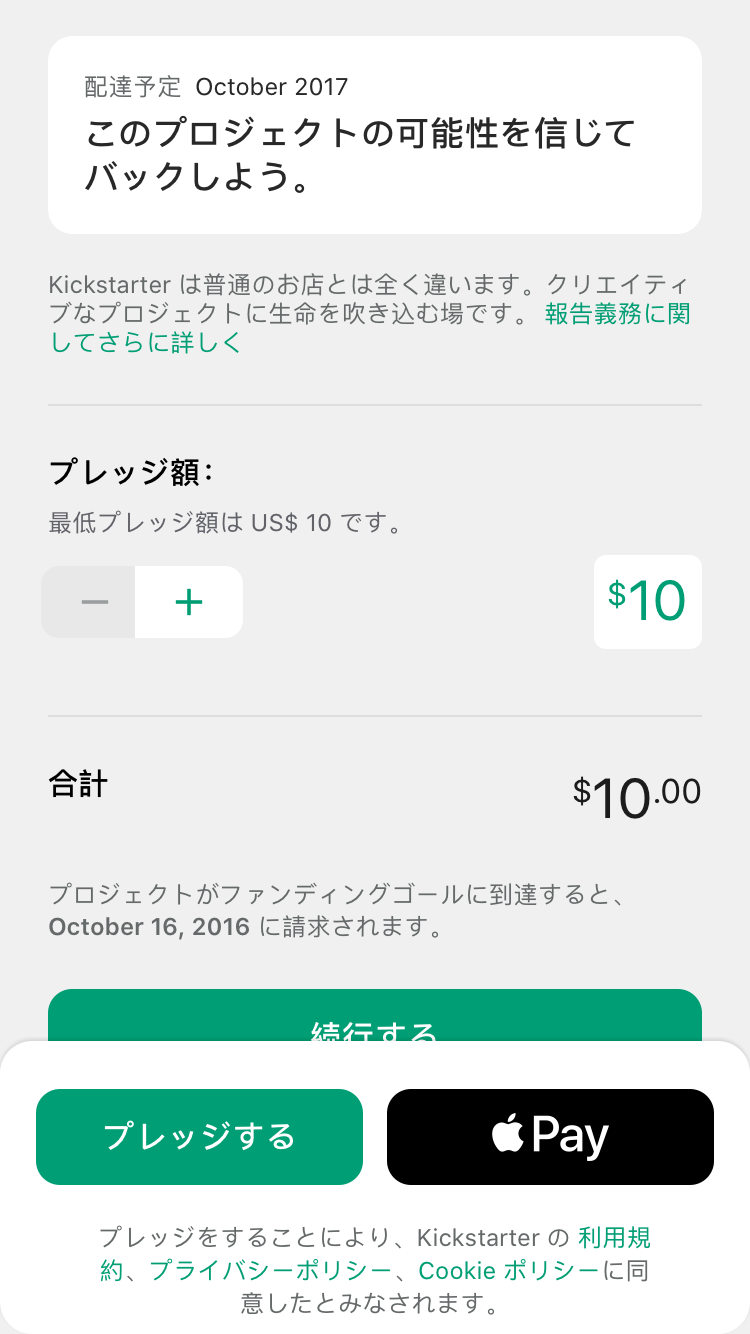 配達予定 October 2017
このプロジェクトの可能性を信じて
バックしよう。
Kickstarter は普通のお店とは全く違います。クリエイティ
ブなプロジェクトに生命を吹き込む場です。 報告義務に関
してさらに詳しく
プレッジ額:
最低プレッジ額は US$ 10 です。
− +
$10
合計
$10.00
プロジェクトがファンディングゴールに到達すると、
October 16, 2016 に請求されます。
続行する
プレッジする
Pay
プレッジをすることにより、Kickstarter の 利用規
約、プライバシーポリシー、Cookie ポリシーに同
意したとみなされます。